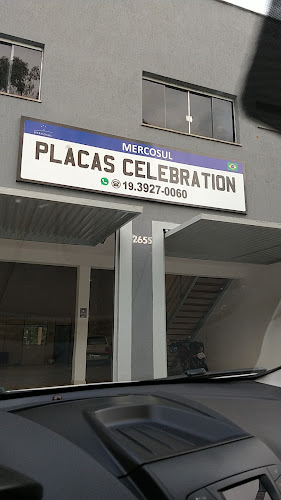 MERCOSUL
PLACAS CELEBRATION
19.3927-0060
2655